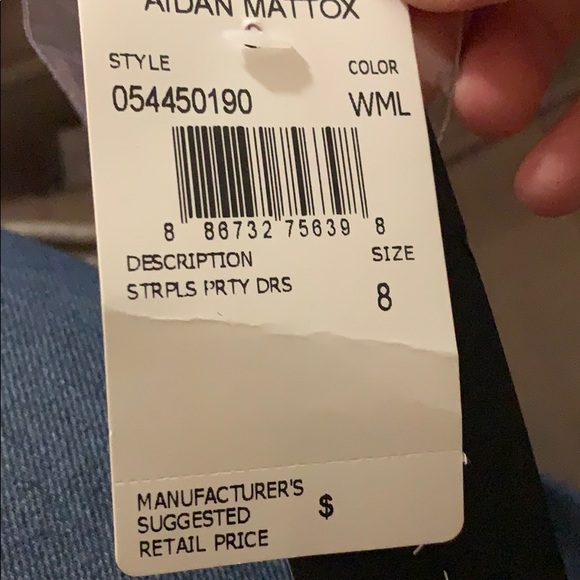 AIDAN MATTOX
STYLE COLOR
054450190 WML
8 86732 75639 8
DESCRIPTION SIZE
STRPLS PRTY DRS 8
MANUFACTURER'S
SUGGESTED $
RETAIL PRICE